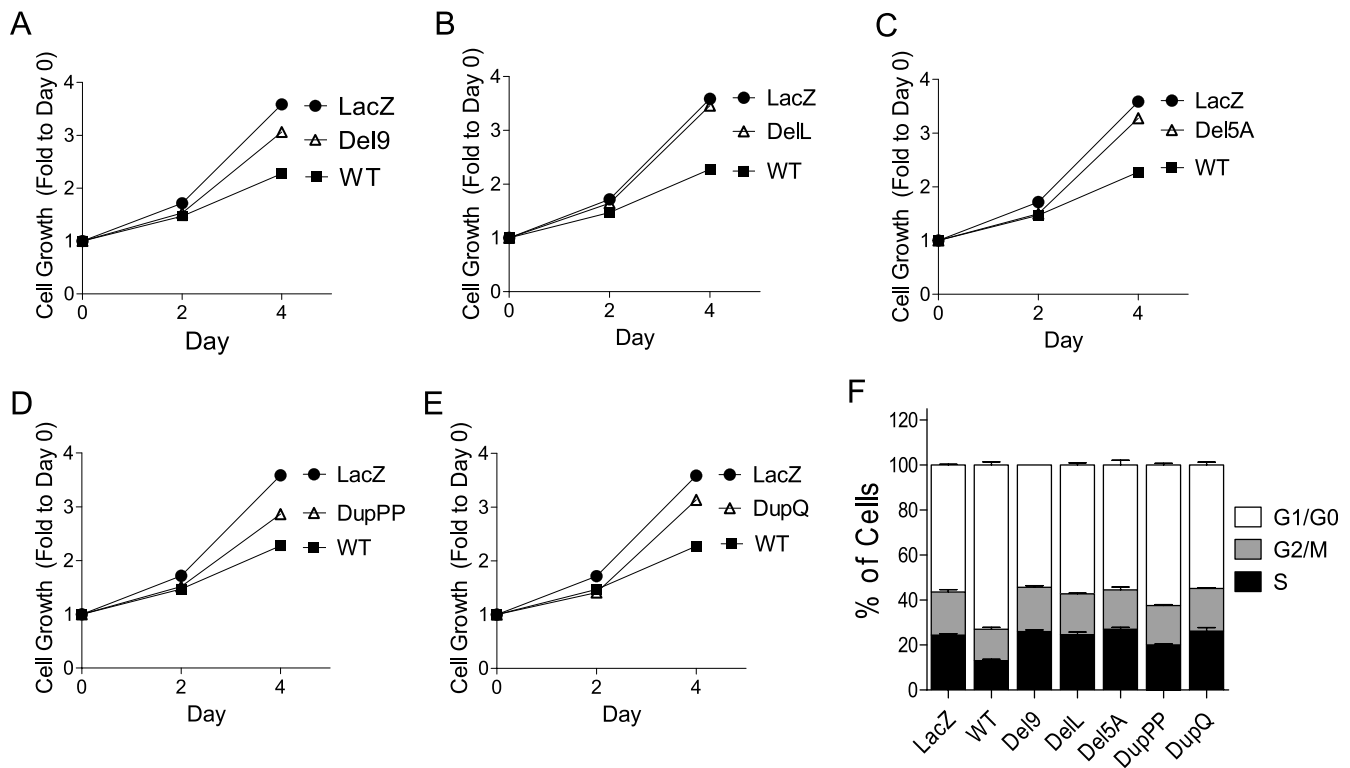 A
Cell Growth (Fold to Day 0)
4
3
2
1
0
0 2 4
Day
LacZ
Del9
WT
B
Cell Growth (Fold to Day 0)
4
3
2
1
0
0 2 4
Day
LacZ
DelL
WT
C
Cell Growth (Fold to Day 0)
4
3
2
1
0
0 2 4
Day
LacZ
Del5A
WT
D
Cell Growth (Fold to Day 0)
4
3
2
1
0
0 2 4
Day
LacZ
DupPP
WT
E
Cell Growth (Fold to Day 0)
4
3
2
1
0
0 2 4
Day
LacZ
DupQ
WT
F
% of Cells
120
100
80
60
40
20
0
LacZ WT Del9 DelL Del5A DupPP DupQ
G1/G0
G2/M
S